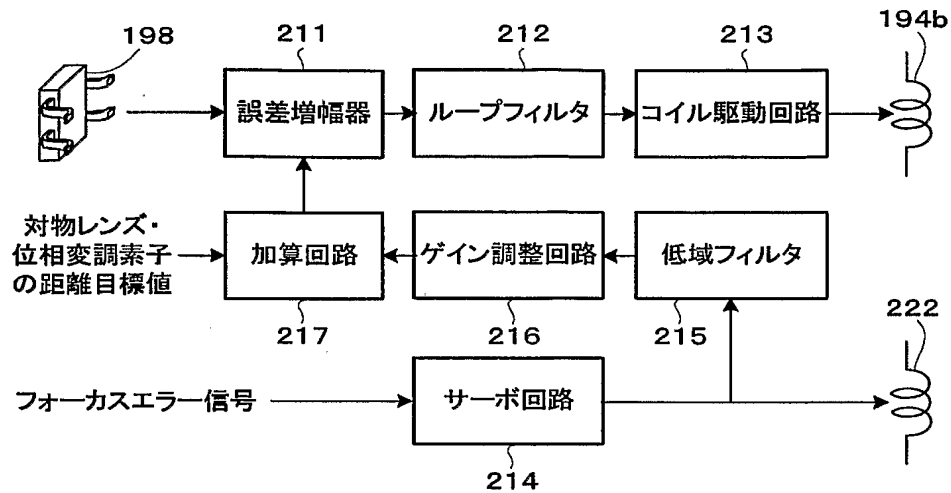 198
211
212
213
194b
誤差増幅器
ループフィルタ
コイル駆動回路
対物レンズ・
位相変調素子
の距離目標値
加算回路
ゲイン調整回路
低域フィルタ
217
216
215
222
フォーカスエラー信号
サーボ回路
214